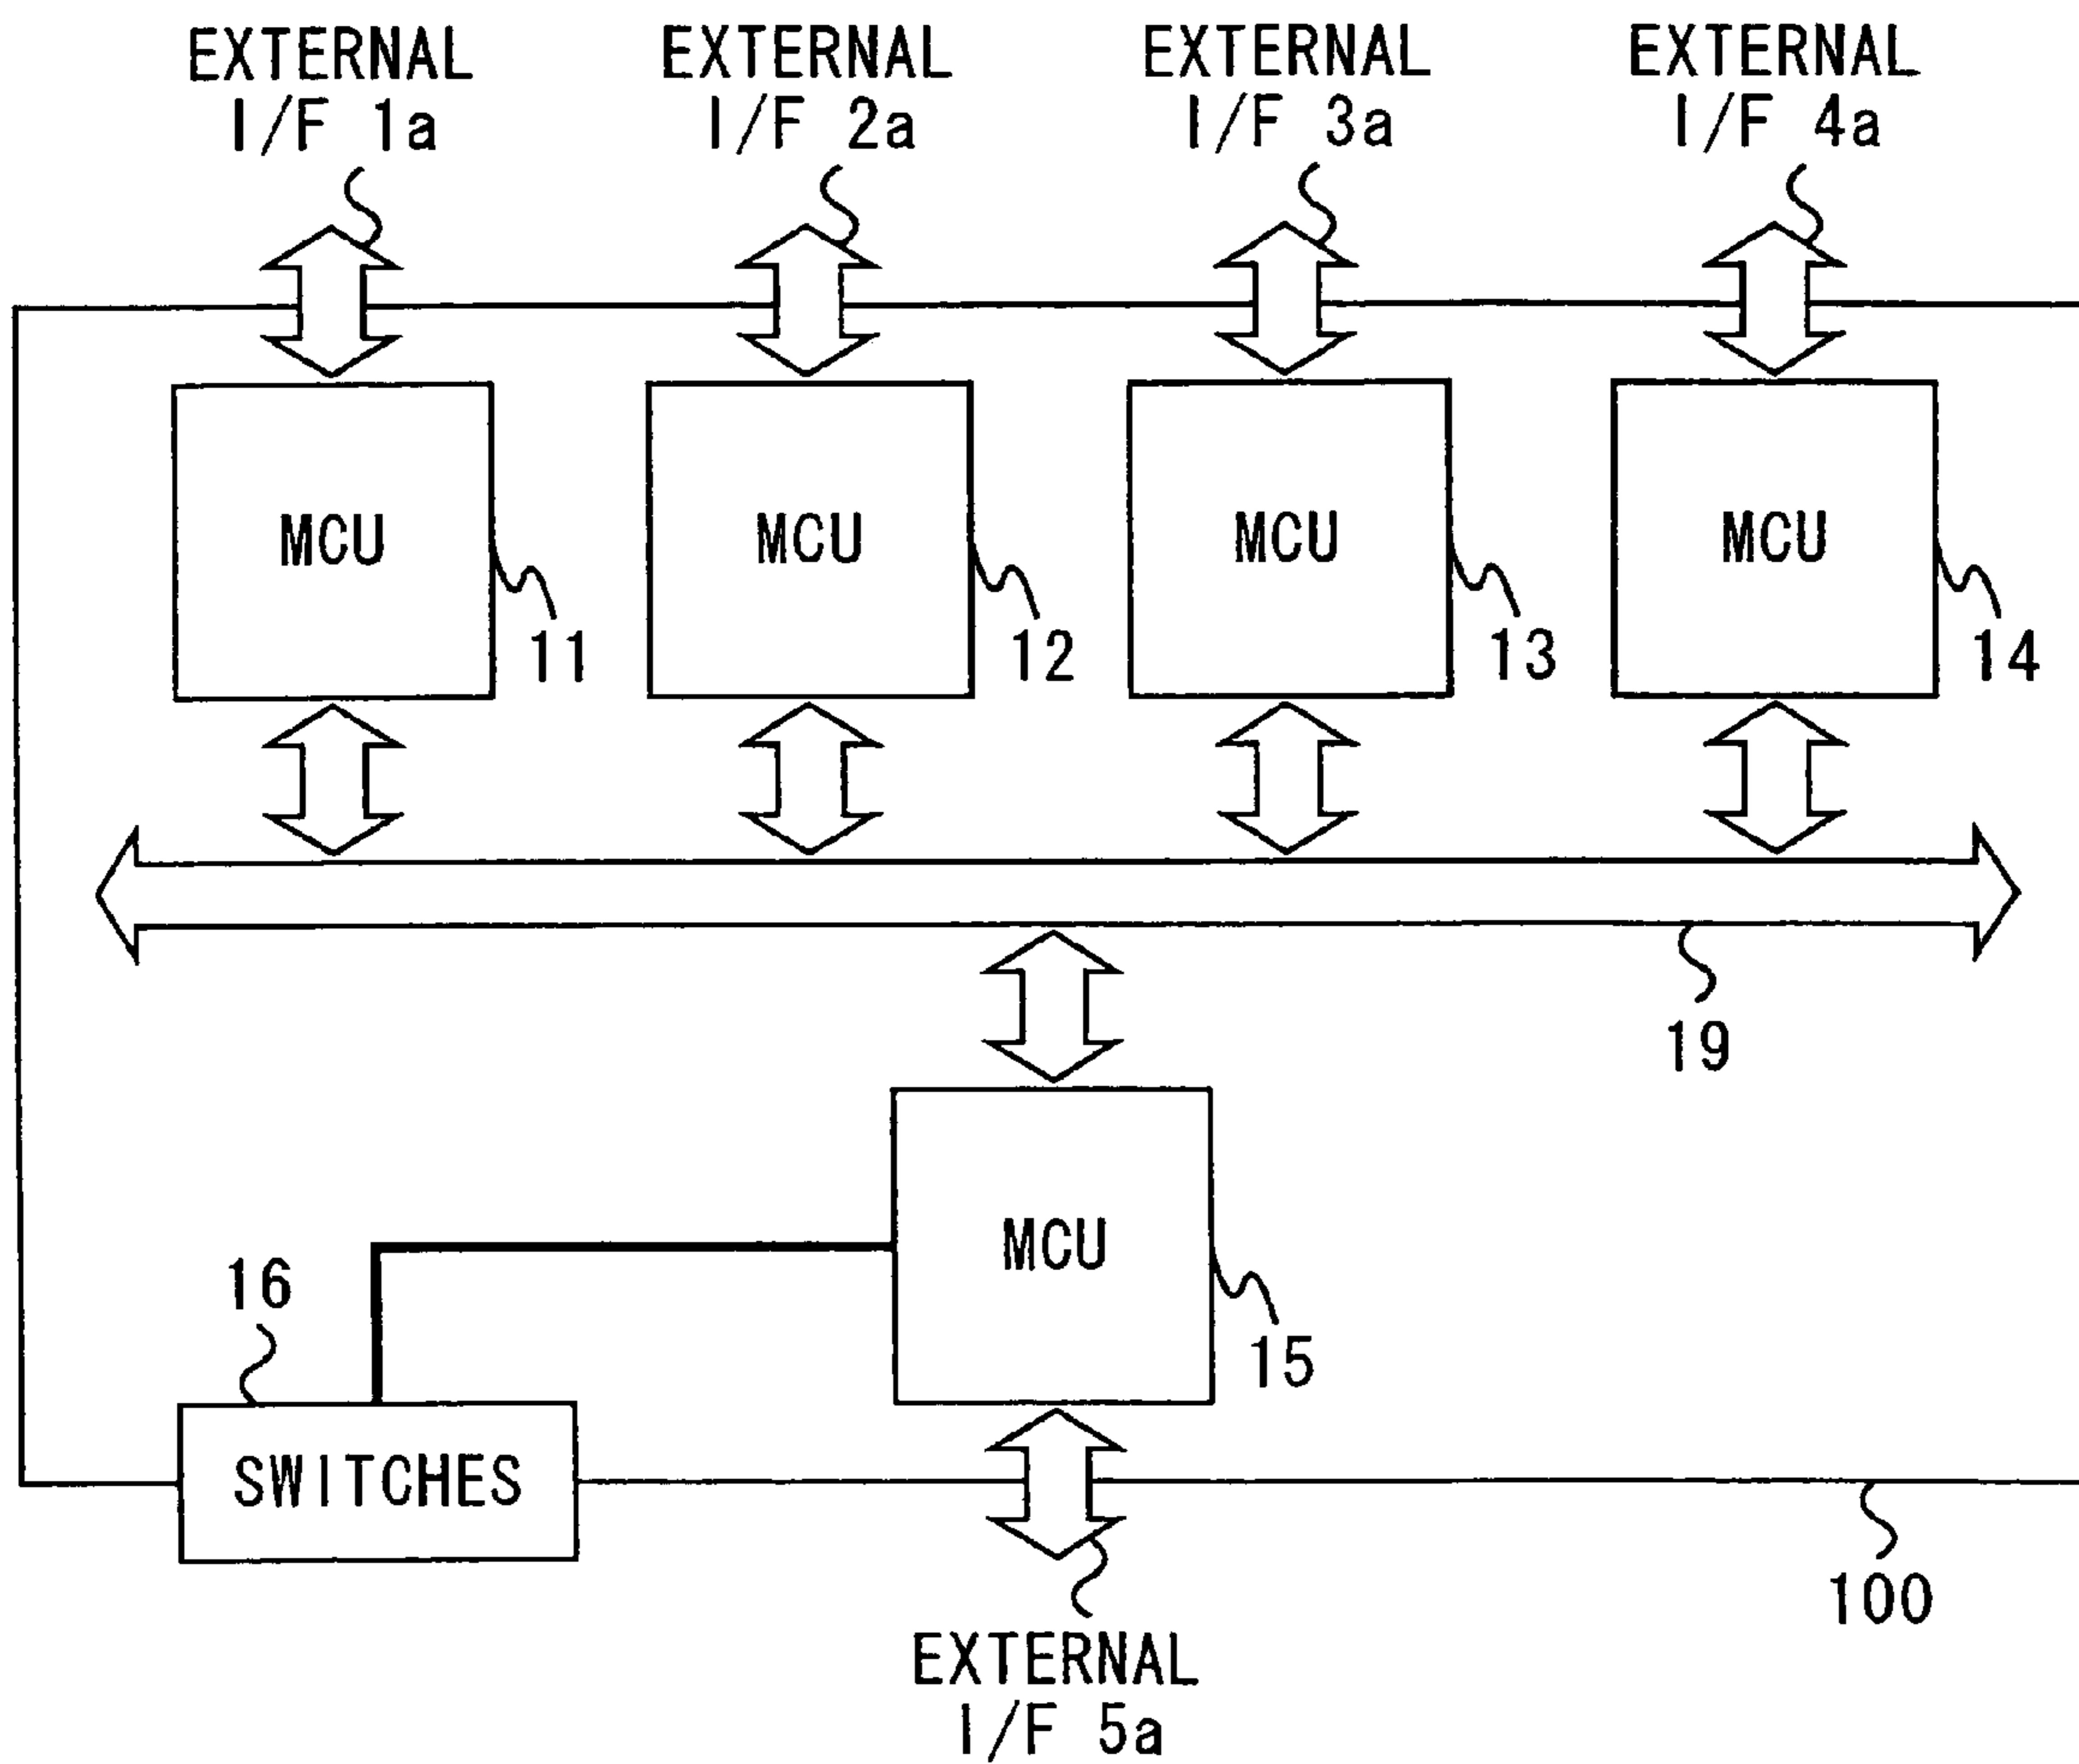 EXTERNAL
I/F 1a
EXTERNAL
I/F 2a
EXTERNAL
I/F 3a
EXTERNAL
I/F 4a
MCU
MCU
MCU
MCU
11
12
13
14
19
MCU
16
15
SWITCHES
100
EXTERNAL
I/F 5a